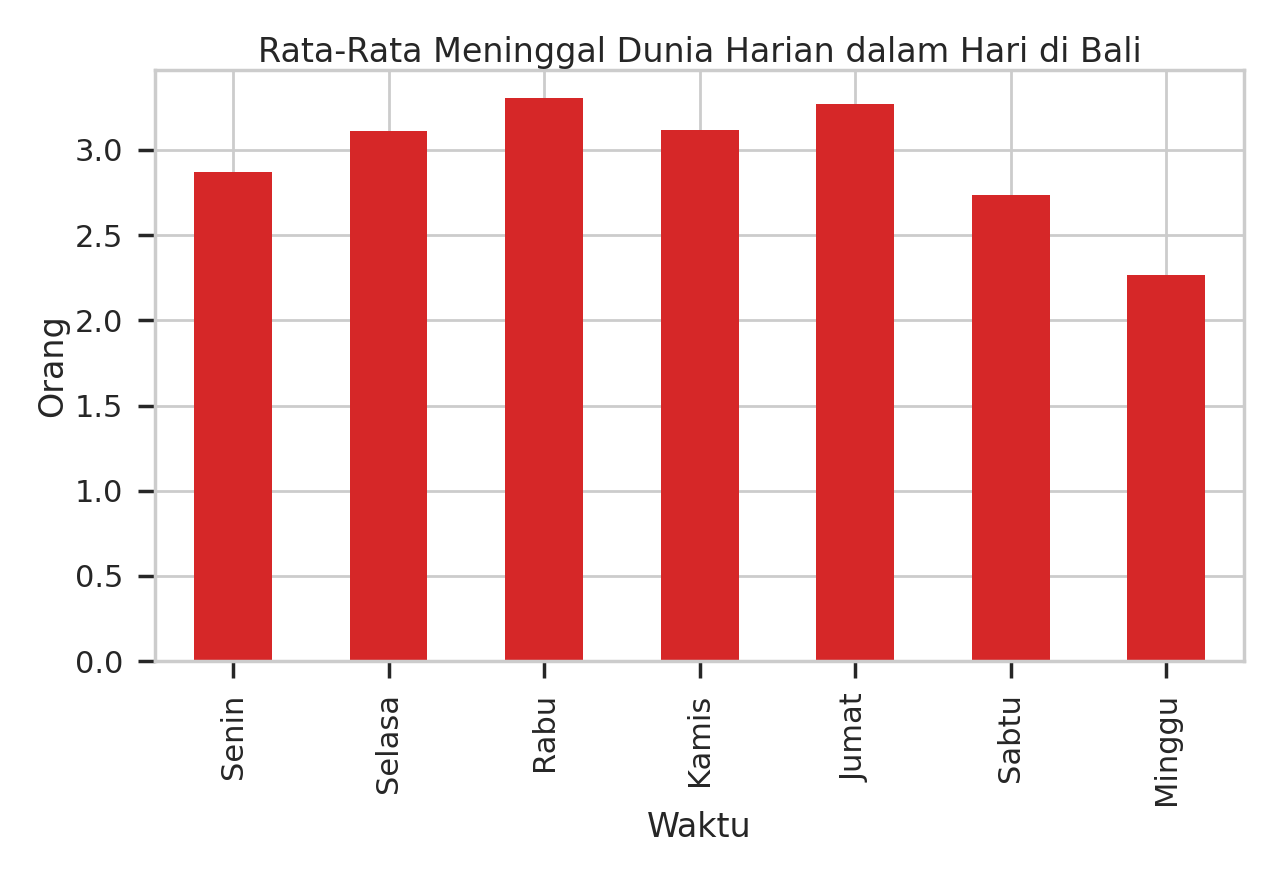 Rata-Rata Meninggal Dunia Harian dalam Hari di Bali
Orang
3.0
2.5
2.0
1.5
1.0
0.5
0.0
Senin
Selasa
Rabu
Kamis
Jumat
Sabtu
Minggu
Waktu